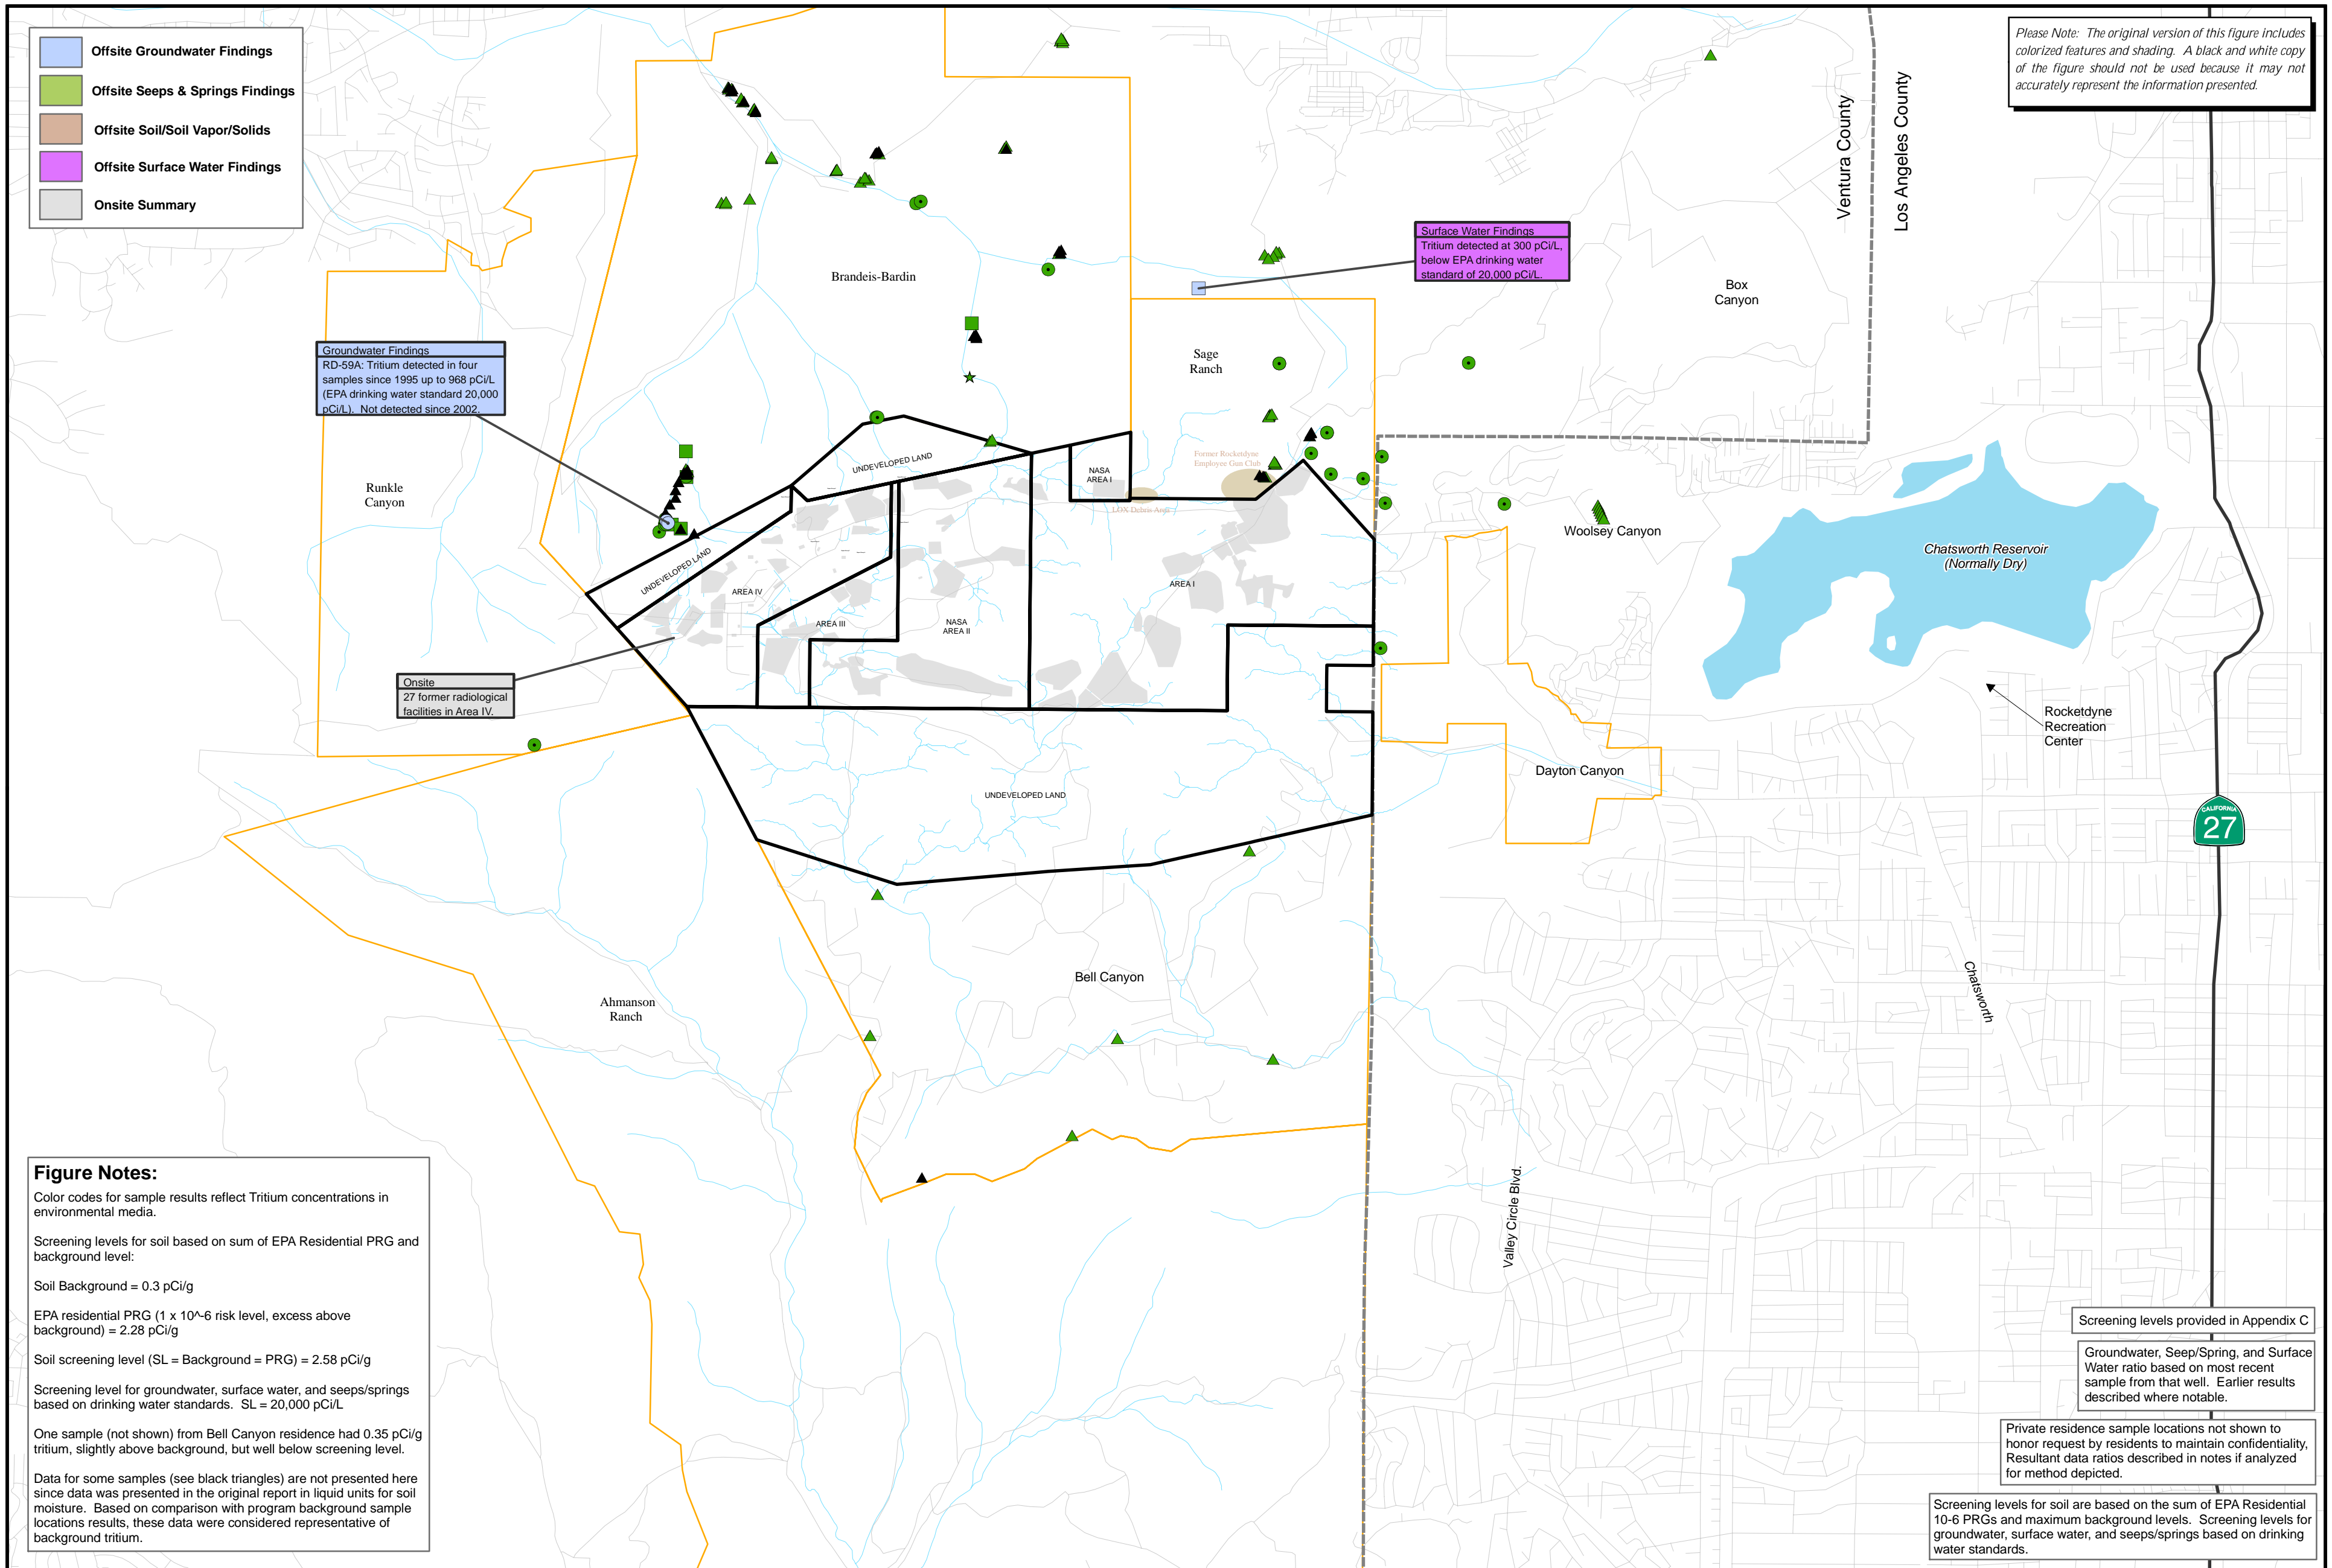 Offsite Groundwater Findings
Offsite Seeps & Springs Findings
Offsite Soil/Soil Vapor/Solids
Offsite Surface Water Findings
Onsite Summary
Please Note: The original version of this figure includes
colorized features and shading. A black and white copy
of the figure should not be used because it may not
accurately represent the information presented.
Ventura County
Los Angeles County
Surface Water Findings
Tritium detected at 300 pCi/L,
below EPA drinking water
standard of 20,000 pCi/L.
Brandeis-Bardin
Box
Canyon
Groundwater Findings
RD-59A: Tritium detected in four
samples since 1995 up to 968 pCi/L
(EPA drinking water standard 20,000
pCi/L). Not detected since 2002.
Sage
Ranch
Former Rocketdyne
Employee Gun Club
UNDEVELOPED LAND
NASA
AREA I
Runkle
Canyon
LOX Debris Area
Woolsey Canyon
Chatsworth Reservoir
(Normally Dry)
UNDEVELOPED LAND
AREA IV
AREA I
AREA III
NASA
AREA II
Onsite
27 former radiological
facilities in Area IV.
Rocketdyne
Recreation
Center
Dayton Canyon
UNDEVELOPED LAND
CALIFORNIA
27
Bell Canyon
Ahmanson
Ranch
Chatsworth
Valley Circle Blvd.
Figure Notes:
Color codes for sample results reflect Tritium concentrations in
environmental media.
Screening levels for soil based on sum of EPA Residential PRG and
background level:
Soil Background = 0.3 pCi/g
EPA residential PRG (1 x 10^-6 risk level, excess above
background) = 2.28 pCi/g
Soil screening level (SL = Background = PRG) = 2.58 pCi/g
Screening level for groundwater, surface water, and seeps/springs
based on drinking water standards. SL = 20,000 pCi/L
One sample (not shown) from Bell Canyon residence had 0.35 pCi/g
tritium, slightly above background, but well below screening level.
Data for some samples (see black triangles) are not presented here
since data was presented in the original report in liquid units for soil
moisture. Based on comparison with program background sample
locations results, these data were considered representative of
background tritium.
Screening levels provided in Appendix C
Groundwater, Seep/Spring, and Surface
Water ratio based on most recent
sample from that well. Earlier results
described where notable.
Private residence sample locations not shown to
honor request by residents to maintain confidentiality,
Resultant data ratios described in notes if analyzed
for method depicted.
Screening levels for soil are based on the sum of EPA Residential
10-6 PRGs and maximum background levels. Screening levels for
groundwater, surface water, and seeps/springs based on drinking
water standards.